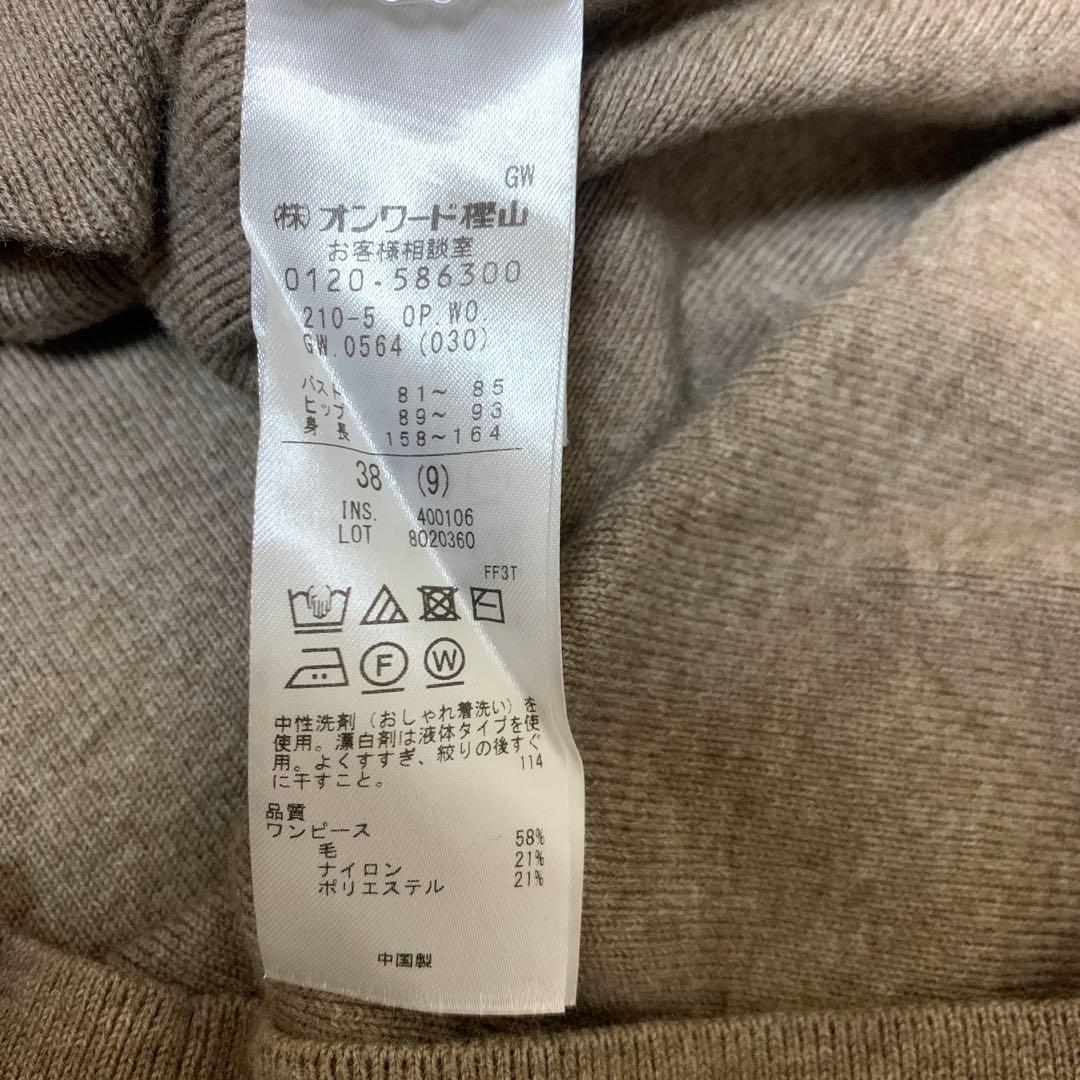 GW
(株)オンワード樫山
お客様相談室
0120-586300
210-5 OP.WO.
GW.0564 (030)
バスト 81～ 85
ヒップ 89～ 93
身長 158～164
38 (9)
INS. 400106
LOT 8020360
FF3T
F W
中性洗剤（おしゃれ着洗い）を
使用。漂白剤は液体タイプを使
用。よくすすぎ、絞りの後すぐ
に干すこと。 114
品質
ワンピース
毛 58%
ナイロン 21%
ポリエステル 21%
中国製